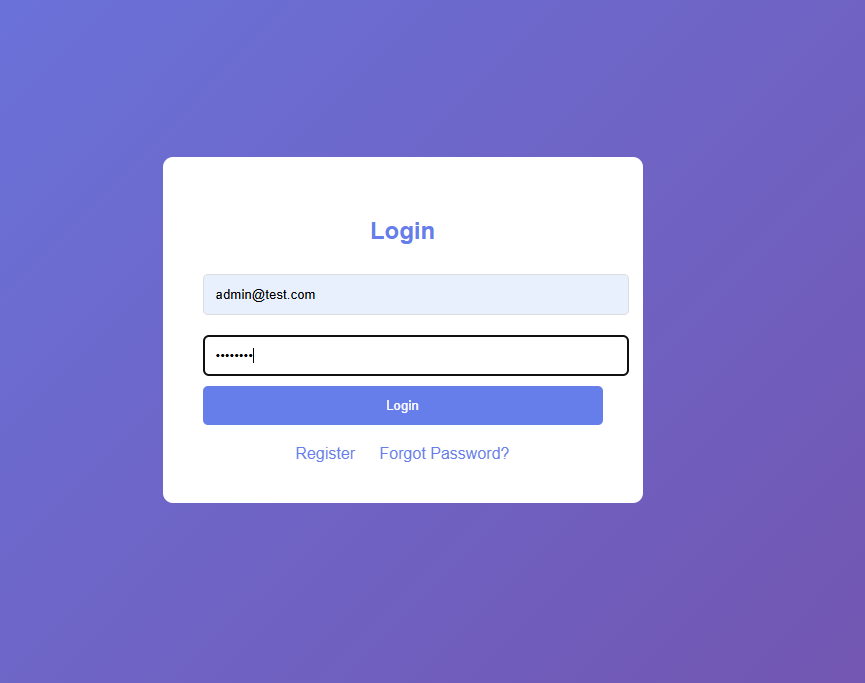 Login
admin@test.com
••••••••
Login
Register Forgot Password?